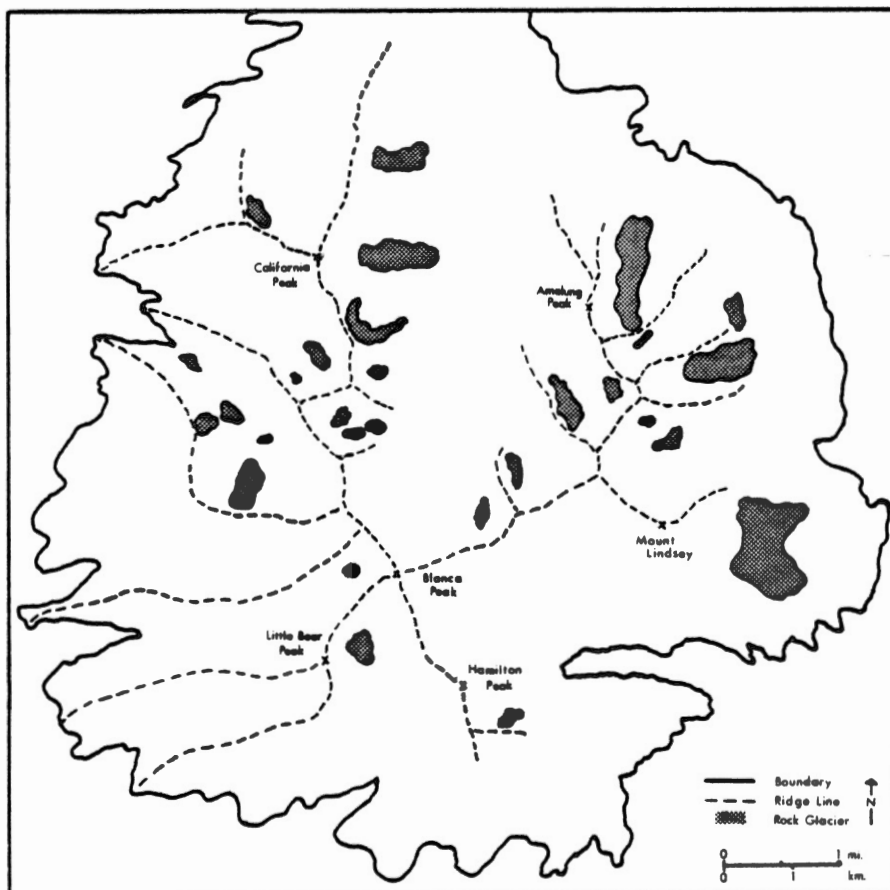 California
Peak
Amelung
Peak
Mount
Lindsey
Blanca
Peak
Little Bear
Peak
Hamilton
Peak
Boundary
Ridge Line
Rock Glacier
N
0 1 mi.
0 1 km.